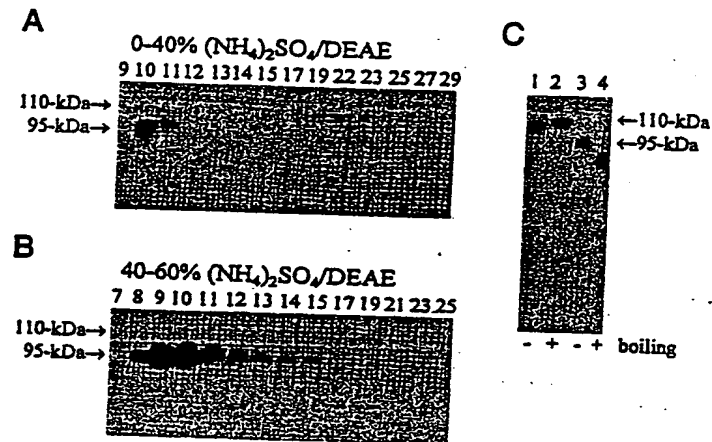 A
0-40% (NH₄)₂SO₄/DEAE
9 10 11 12 13 14 15 17 19 22 23 25 27 29
110-kDa→
95-kDa→
B
40-60% (NH₄)₂SO₄/DEAE
7 8 9 10 11 12 13 14 15 17 19 21 23 25
110-kDa→
95-kDa→
C
1 2 3 4
←110-kDa
←95-kDa
- + - + boiling